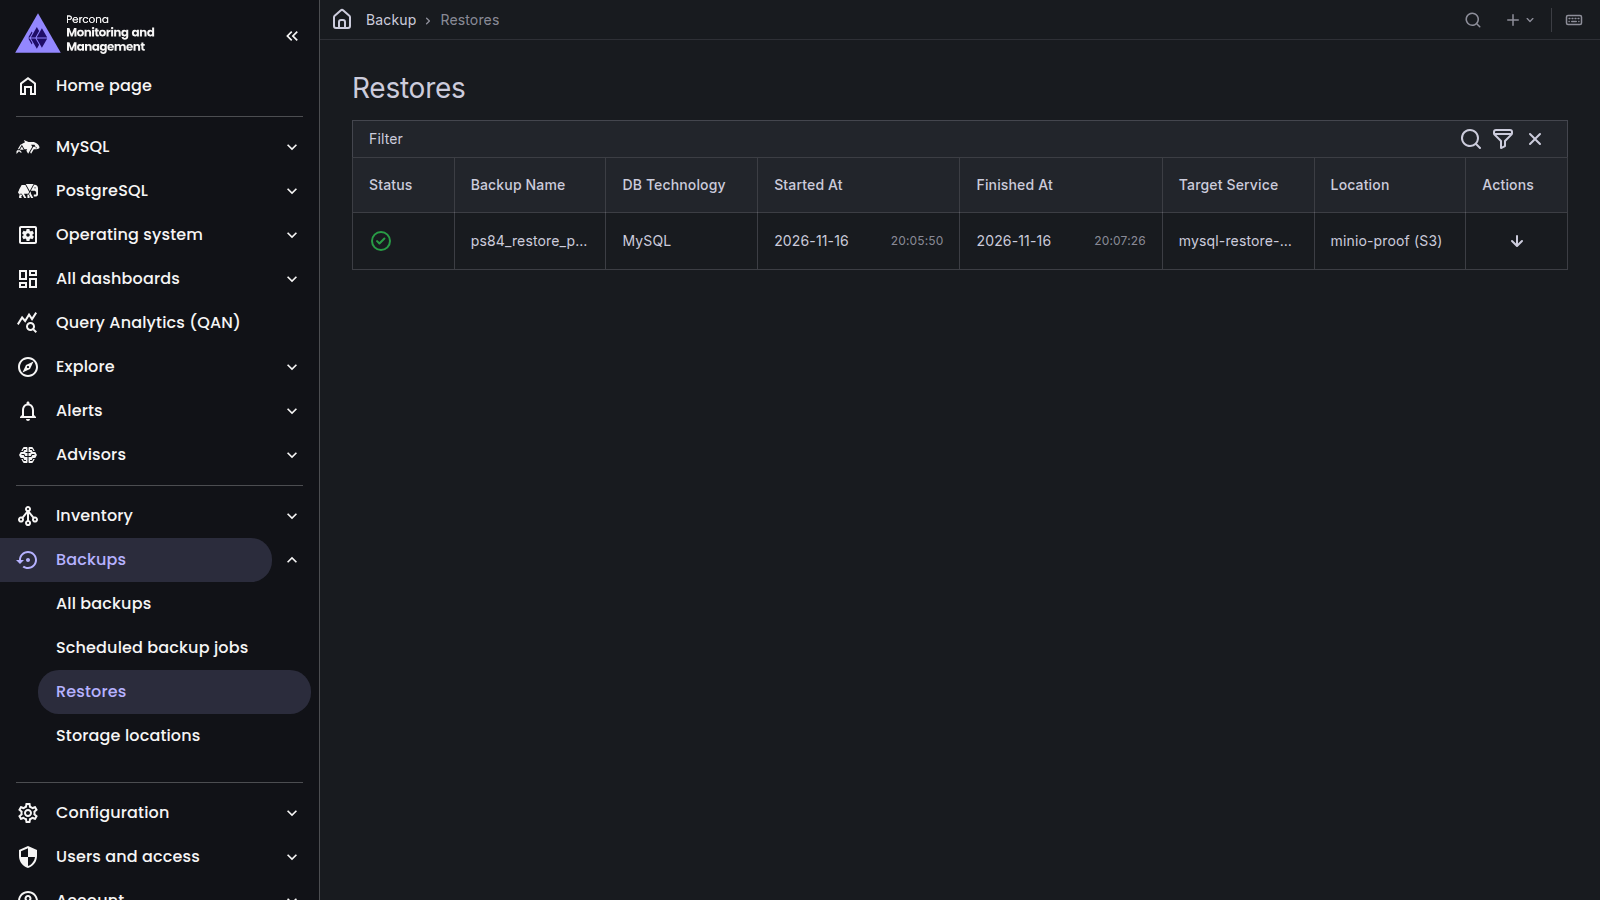 Percona
Monitoring and
Management
Home page
MySQL
PostgreSQL
Operating system
All dashboards
Query Analytics (QAN)
Explore
Alerts
Advisors
Inventory
Backups
All backups
Scheduled backup jobs
Restores
Storage locations
Configuration
Users and access
Account
Backup › Restores
Restores
Filter
Status Backup Name DB Technology Started At Finished At Target Service Location Actions
ps84_restore_p... MySQL 2026-11-16 20:05:50 2026-11-16 20:07:26 mysql-restore-... minio-proof (S3)